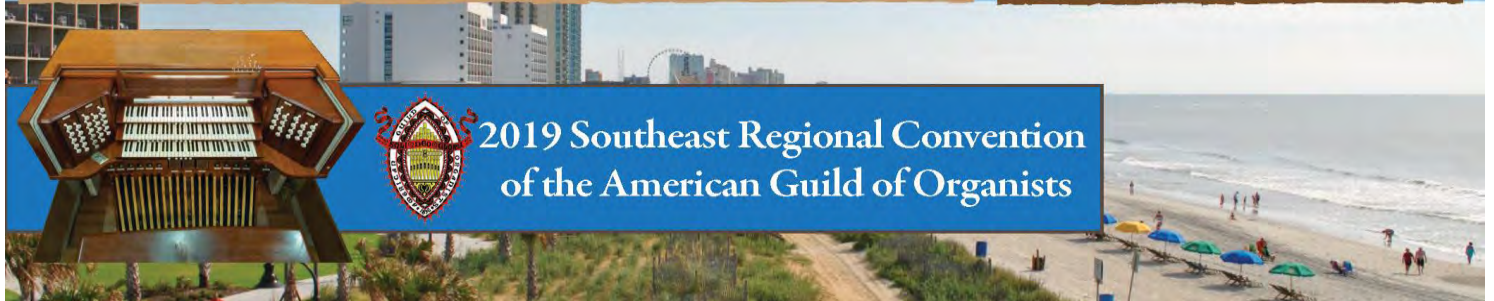 2019 Southeast Regional Convention
of the American Guild of Organists